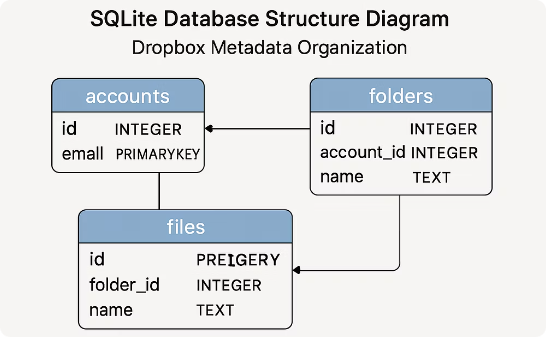 SQLite Database Structure Diagram
Dropbox Metadata Organization
accounts
id INTEGER
emall PRIMARYKEY
folders
id INTEGER
account_id INTEGER
name TEXT
files
id PREIGERY
folder_id INTEGER
name TEXT